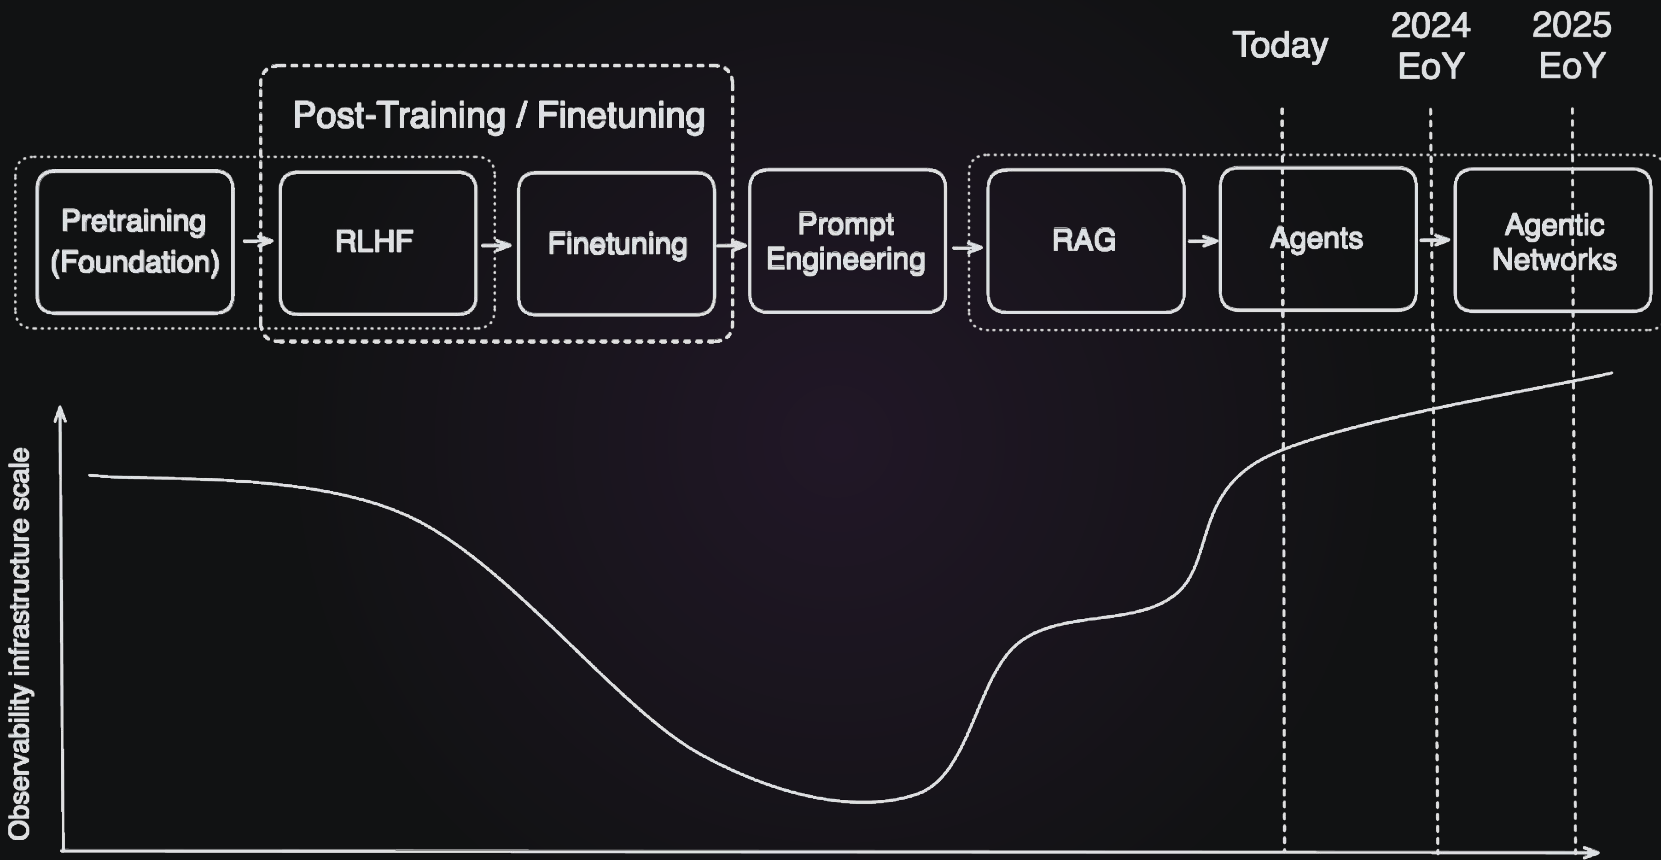 Today
2024
EoY
2025
EoY
Post-Training / Finetuning
Pretraining
(Foundation)
RLHF
Finetuning
Prompt
Engineering
RAG
Agents
Agentic
Networks
Observability infrastructure scale